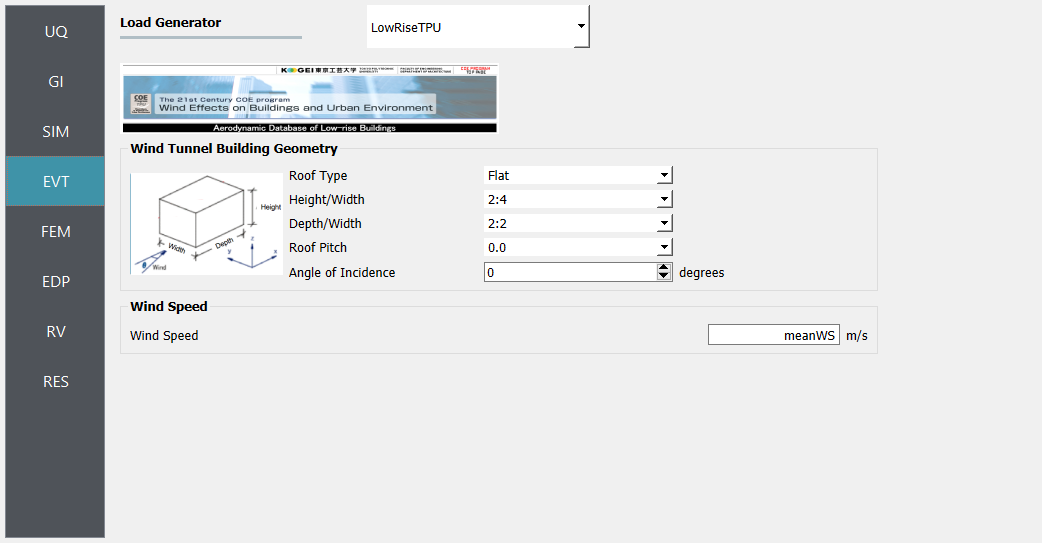 UQ
GI
SIM
EVT
FEM
EDP
RV
RES
Load Generator
LowRiseTPU
KOGEI 東京工芸大学 TOKYO POLYTECHNIC UNIVERSITY FACULTY OF ENGINEERING DEPARTMENT OF ARCHITECTURE COE PROGRAM TOP PAGE
COE
The 21st Century COE program
Wind Effects on Buildings and Urban Environment
Aerodynamic Database of Low-rise Buildings
Wind Tunnel Building Geometry
Height
Width
Depth
z
y
x
θ
Wind
Roof Type
Flat
Height/Width
2:4
Depth/Width
2:2
Roof Pitch
0.0
Angle of Incidence
0
degrees
Wind Speed
Wind Speed
meanWS
m/s